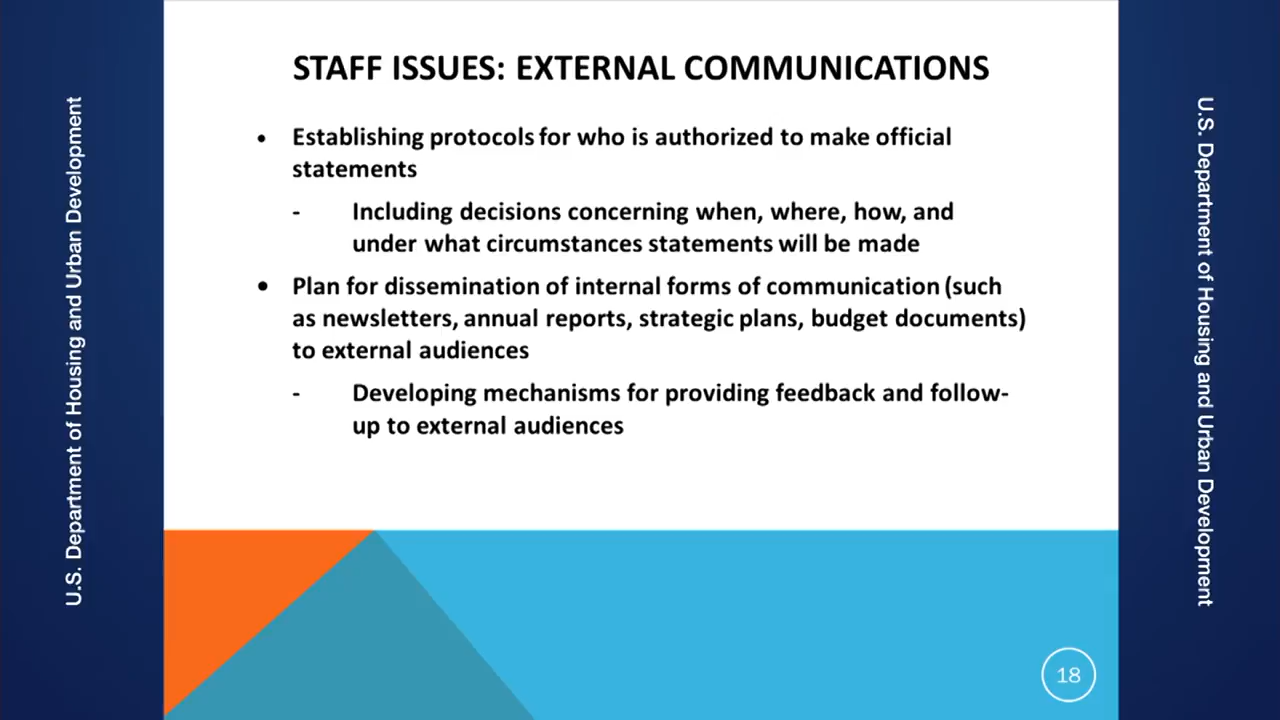 U.S. Department of Housing and Urban Development
STAFF ISSUES: EXTERNAL COMMUNICATIONS
• Establishing protocols for who is authorized to make official
statements
- Including decisions concerning when, where, how, and
under what circumstances statements will be made
• Plan for dissemination of internal forms of communication (such
as newsletters, annual reports, strategic plans, budget documents)
to external audiences
- Developing mechanisms for providing feedback and follow-
up to external audiences
18
U.S. Department of Housing and Urban Development